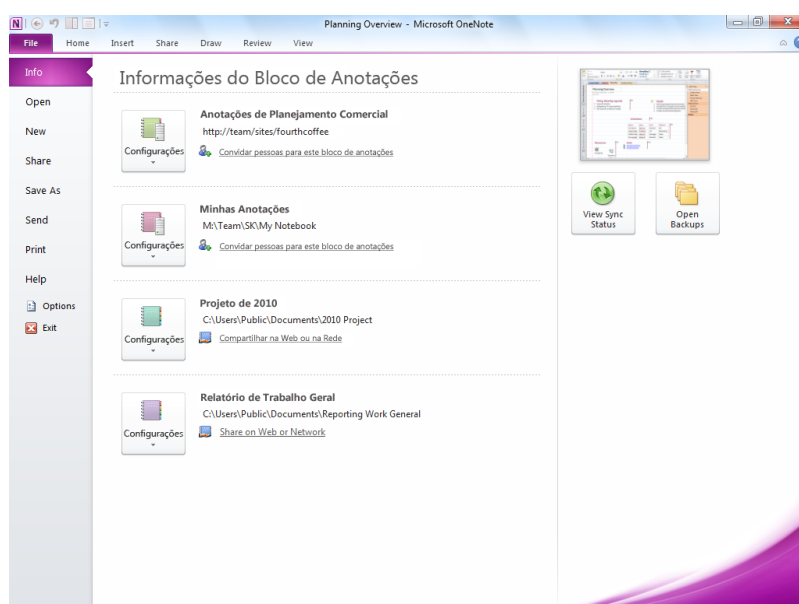 Planning Overview - Microsoft OneNote
File Home Insert Share Draw Review View
Info
Open
New
Share
Save As
Send
Print
Help
Options
Exit
Informações do Bloco de Anotações
Configurações
Anotações de Planejamento Comercial
http://team/sites/fourthcoffee
Convidar pessoas para este bloco de anotações
Configurações
Minhas Anotações
M:\Team\SK\My Notebook
Convidar pessoas para este bloco de anotações
Configurações
Projeto de 2010
C:\Users\Public\Documents\2010 Project
Compartilhar na Web ou na Rede
Configurações
Relatório de Trabalho Geral
C:\Users\Public\Documents\Reporting Work General
Share on Web or Network
View Sync
Status
Open
Backups